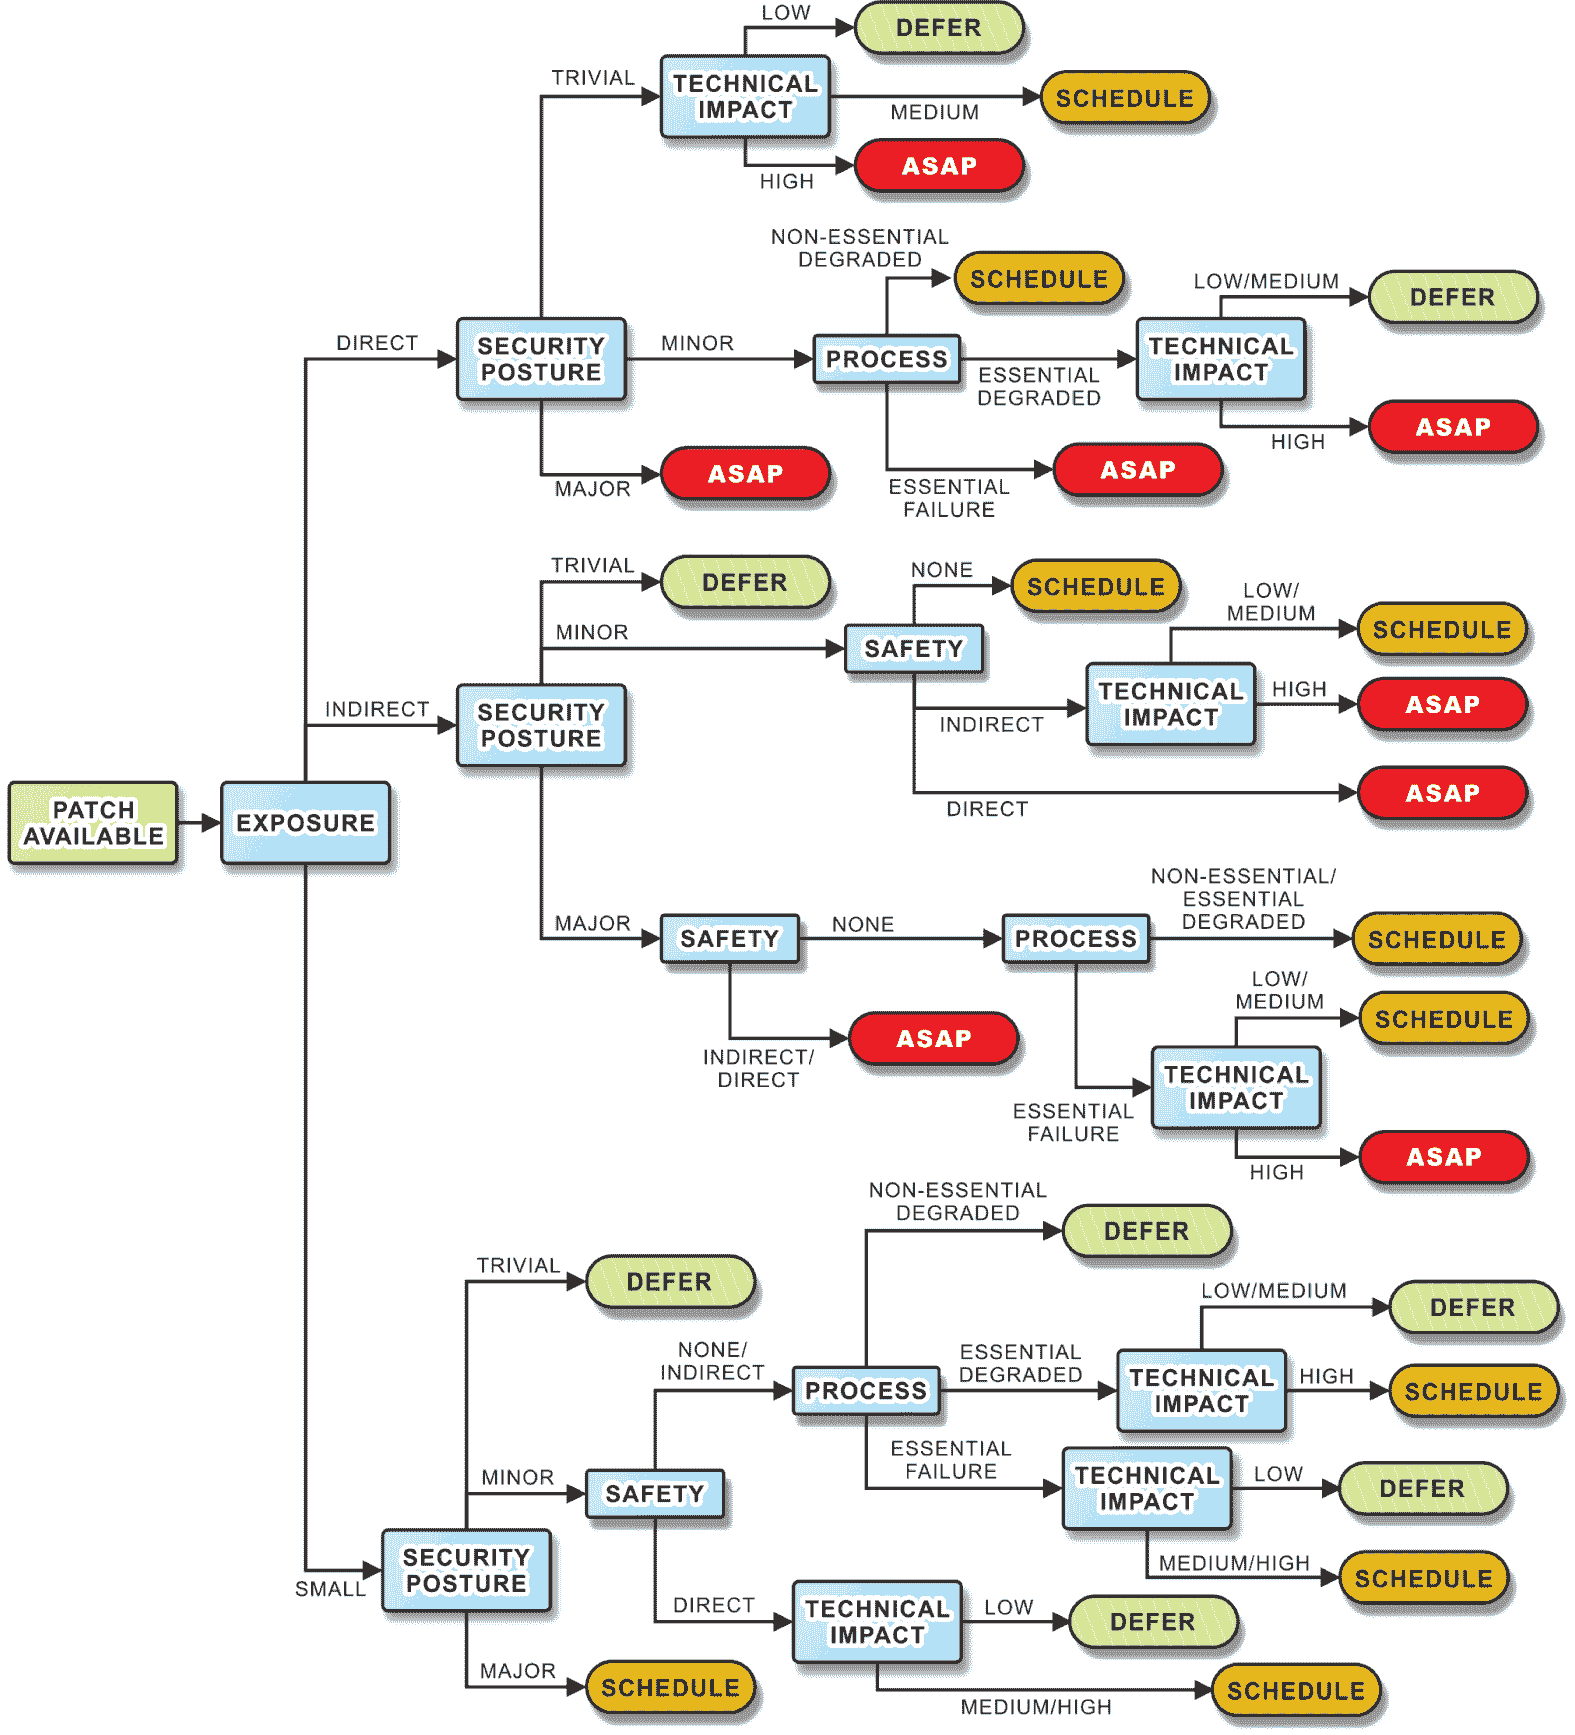 LOW
DEFER
TRIVIAL
TECHNICAL
IMPACT
MEDIUM
SCHEDULE
HIGH
ASAP
DIRECT
SECURITY
POSTURE
MINOR
PROCESS
NON-ESSENTIAL
DEGRADED
SCHEDULE
ESSENTIAL
DEGRADED
TECHNICAL
IMPACT
LOW/MEDIUM
DEFER
HIGH
ASAP
ESSENTIAL
FAILURE
ASAP
MAJOR
ASAP
INDIRECT
SECURITY
POSTURE
TRIVIAL
DEFER
MINOR
SAFETY
NONE
SCHEDULE
INDIRECT
TECHNICAL
IMPACT
LOW/
MEDIUM
SCHEDULE
HIGH
ASAP
DIRECT
ASAP
PATCH
AVAILABLE
EXPOSURE
MAJOR
SAFETY
NONE
PROCESS
NON-ESSENTIAL/
ESSENTIAL
DEGRADED
SCHEDULE
INDIRECT/
DIRECT
ASAP
ESSENTIAL
FAILURE
TECHNICAL
IMPACT
LOW/
MEDIUM
SCHEDULE
HIGH
ASAP
SMALL
SECURITY
POSTURE
TRIVIAL
DEFER
MINOR
SAFETY
NONE/
INDIRECT
PROCESS
NON-ESSENTIAL
DEGRADED
DEFER
ESSENTIAL
DEGRADED
TECHNICAL
IMPACT
LOW/MEDIUM
DEFER
HIGH
SCHEDULE
ESSENTIAL
FAILURE
TECHNICAL
IMPACT
LOW
DEFER
MEDIUM/HIGH
SCHEDULE
DIRECT
TECHNICAL
IMPACT
LOW
DEFER
MEDIUM/HIGH
SCHEDULE
MAJOR
SCHEDULE